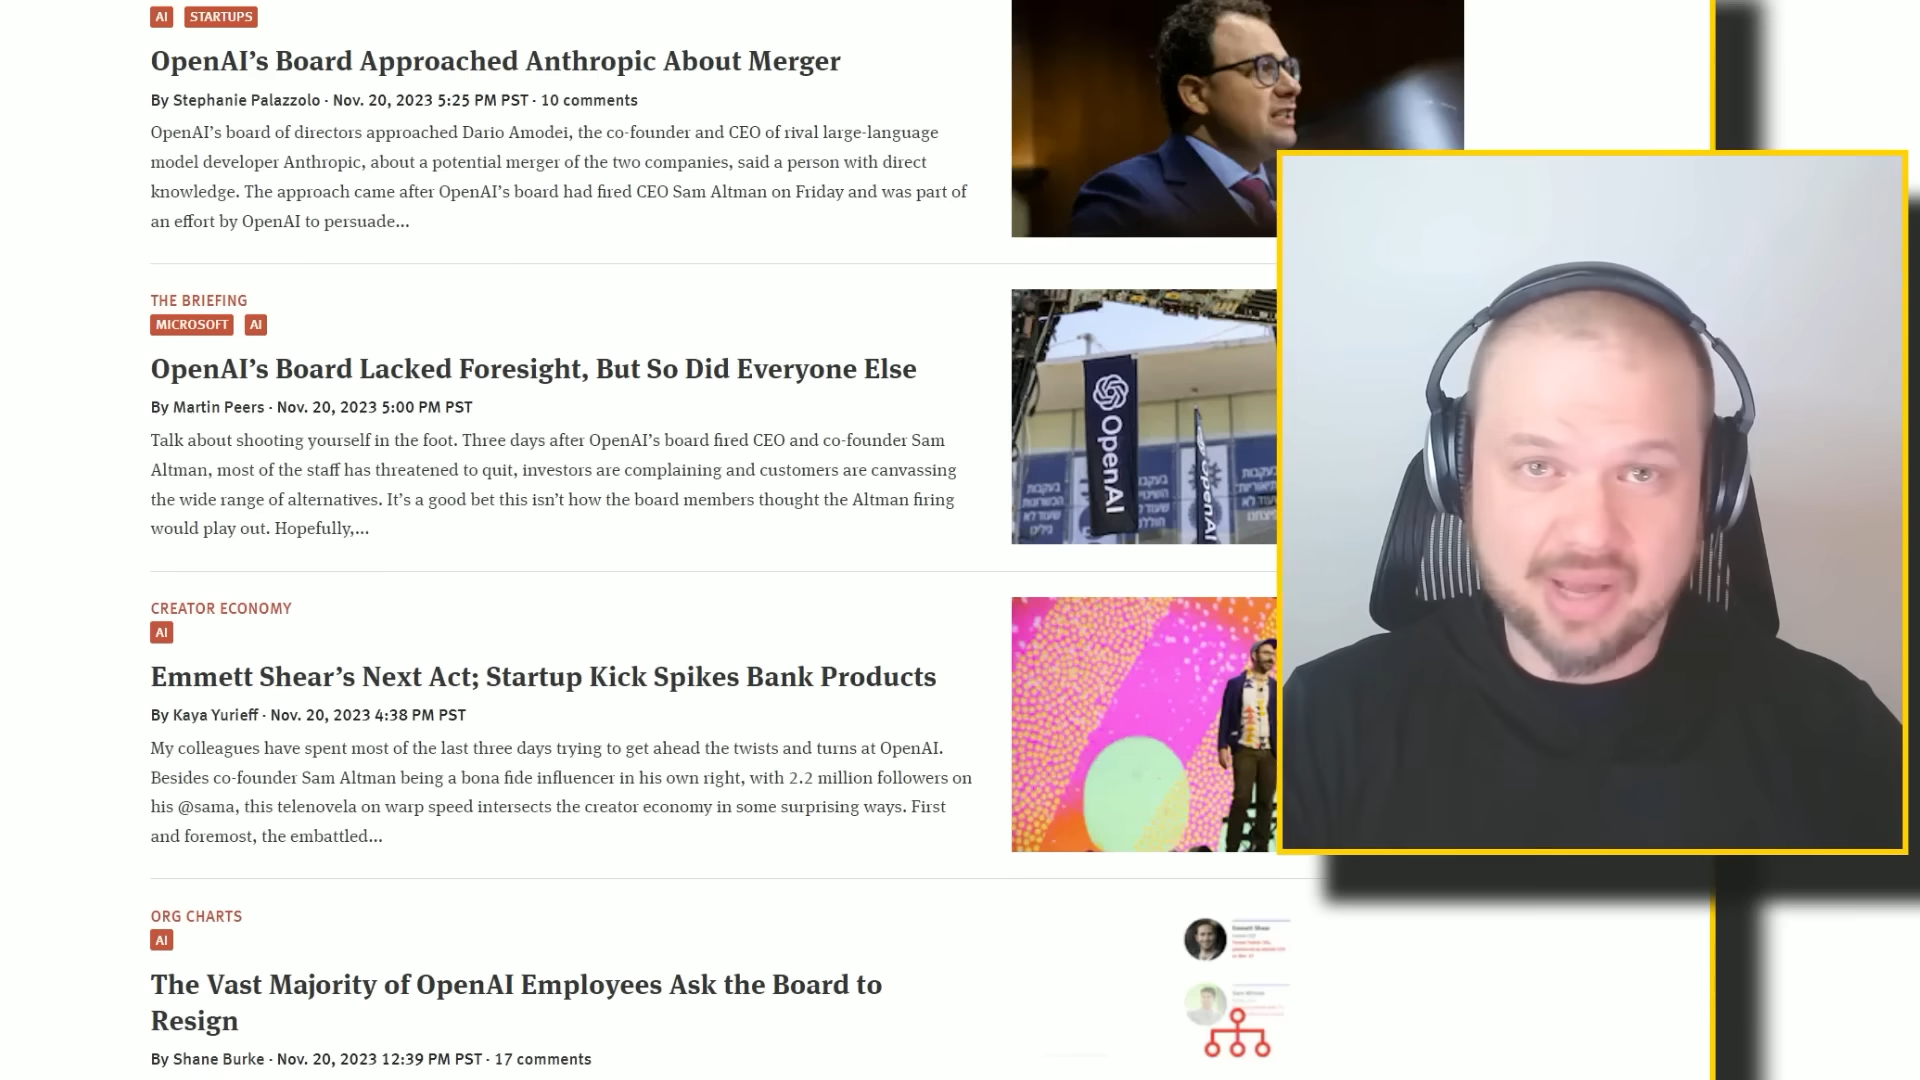 AI STARTUPS
OpenAI’s Board Approached Anthropic About Merger
By Stephanie Palazzolo · Nov. 20, 2023 5:25 PM PST · 10 comments
OpenAI’s board of directors approached Dario Amodei, the co-founder and CEO of rival large-language
model developer Anthropic, about a potential merger of the two companies, said a person with direct
knowledge. The approach came after OpenAI’s board had fired CEO Sam Altman on Friday and was part of
an effort by OpenAI to persuade...
THE BRIEFING
MICROSOFT AI
OpenAI’s Board Lacked Foresight, But So Did Everyone Else
By Martin Peers · Nov. 20, 2023 5:00 PM PST
Talk about shooting yourself in the foot. Three days after OpenAI’s board fired CEO and co-founder Sam
Altman, most of the staff has threatened to quit, investors are complaining and customers are canvassing
the wide range of alternatives. It’s a good bet this isn’t how the board members thought the Altman firing
would play out. Hopefully,...
OpenAI
OpenAI
CREATOR ECONOMY
AI
Emmett Shear’s Next Act; Startup Kick Spikes Bank Products
By Kaya Yurieff · Nov. 20, 2023 4:38 PM PST
My colleagues have spent most of the last three days trying to get ahead the twists and turns at OpenAI.
Besides co-founder Sam Altman being a bona fide influencer in his own right, with 2.2 million followers on
his @sama, this telenovela on warp speed intersects the creator economy in some surprising ways. First
and foremost, the embattled...
ORG CHARTS
AI
The Vast Majority of OpenAI Employees Ask the Board to
Resign
By Shane Burke · Nov. 20, 2023 12:39 PM PST · 17 comments
Emmett Shear